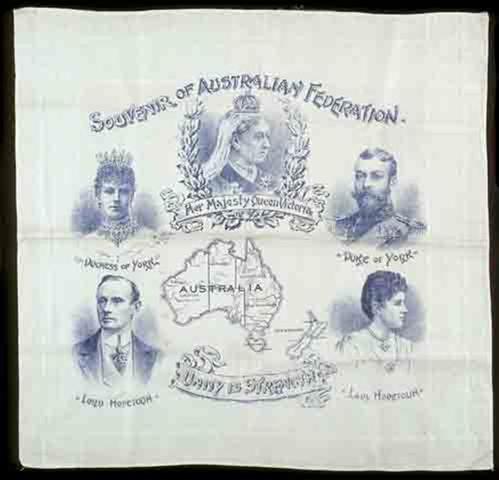 SOUVENIR OF AUSTRALIAN FEDERATION.
Her Majesty Queen Victoria
"DUCHESS OF YORK"
"DUKE OF YORK"
AUSTRALIA
UNITY IS STRENGTH
"LORD HOPETOUN"
"LADY HOPETOUN"